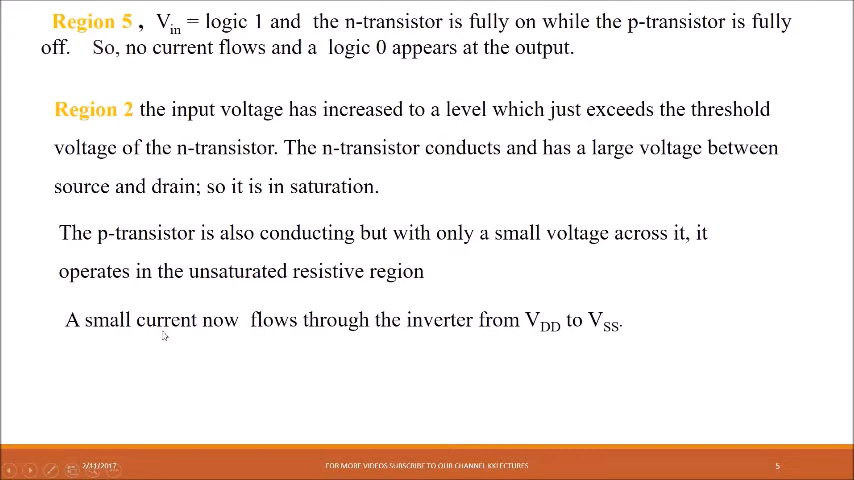 Region 5 , Vin = logic 1 and the n-transistor is fully on while the p-transistor is fully
off. So, no current flows and a logic 0 appears at the output.
Region 2 the input voltage has increased to a level which just exceeds the threshold
voltage of the n-transistor. The n-transistor conducts and has a large voltage between
source and drain; so it is in saturation.
The p-transistor is also conducting but with only a small voltage across it, it
operates in the unsaturated resistive region
A small current now flows through the inverter from VDD to VSS.
2/11/2017 FOR MORE VIDEOS SUBSCRIBE TO OUR CHANNEL KKLECTURES 5